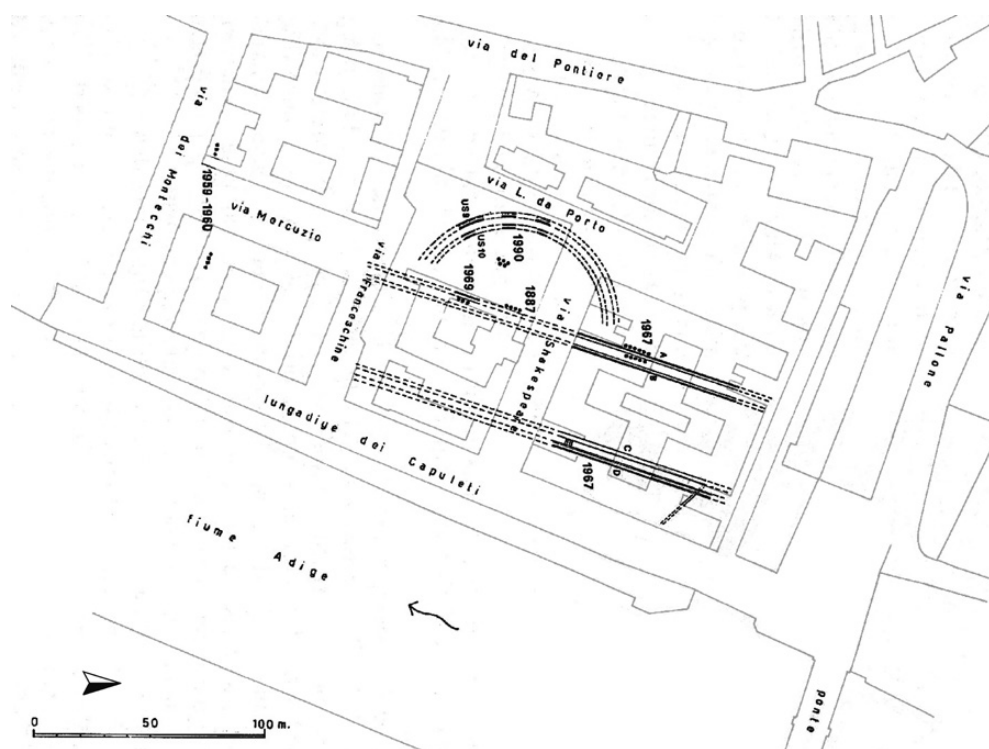 via del Pontiere
via dei Montecchi
via L. da Porto
US9
1959-1960
via Mercuzio
US10
1990
via Franceschine
1969
1887
via Shakespeare
1967
A
B
via Pallone
lungadige dei Capuleti
C
D
1967
fiume Adige
ponte
0 50 100 m.